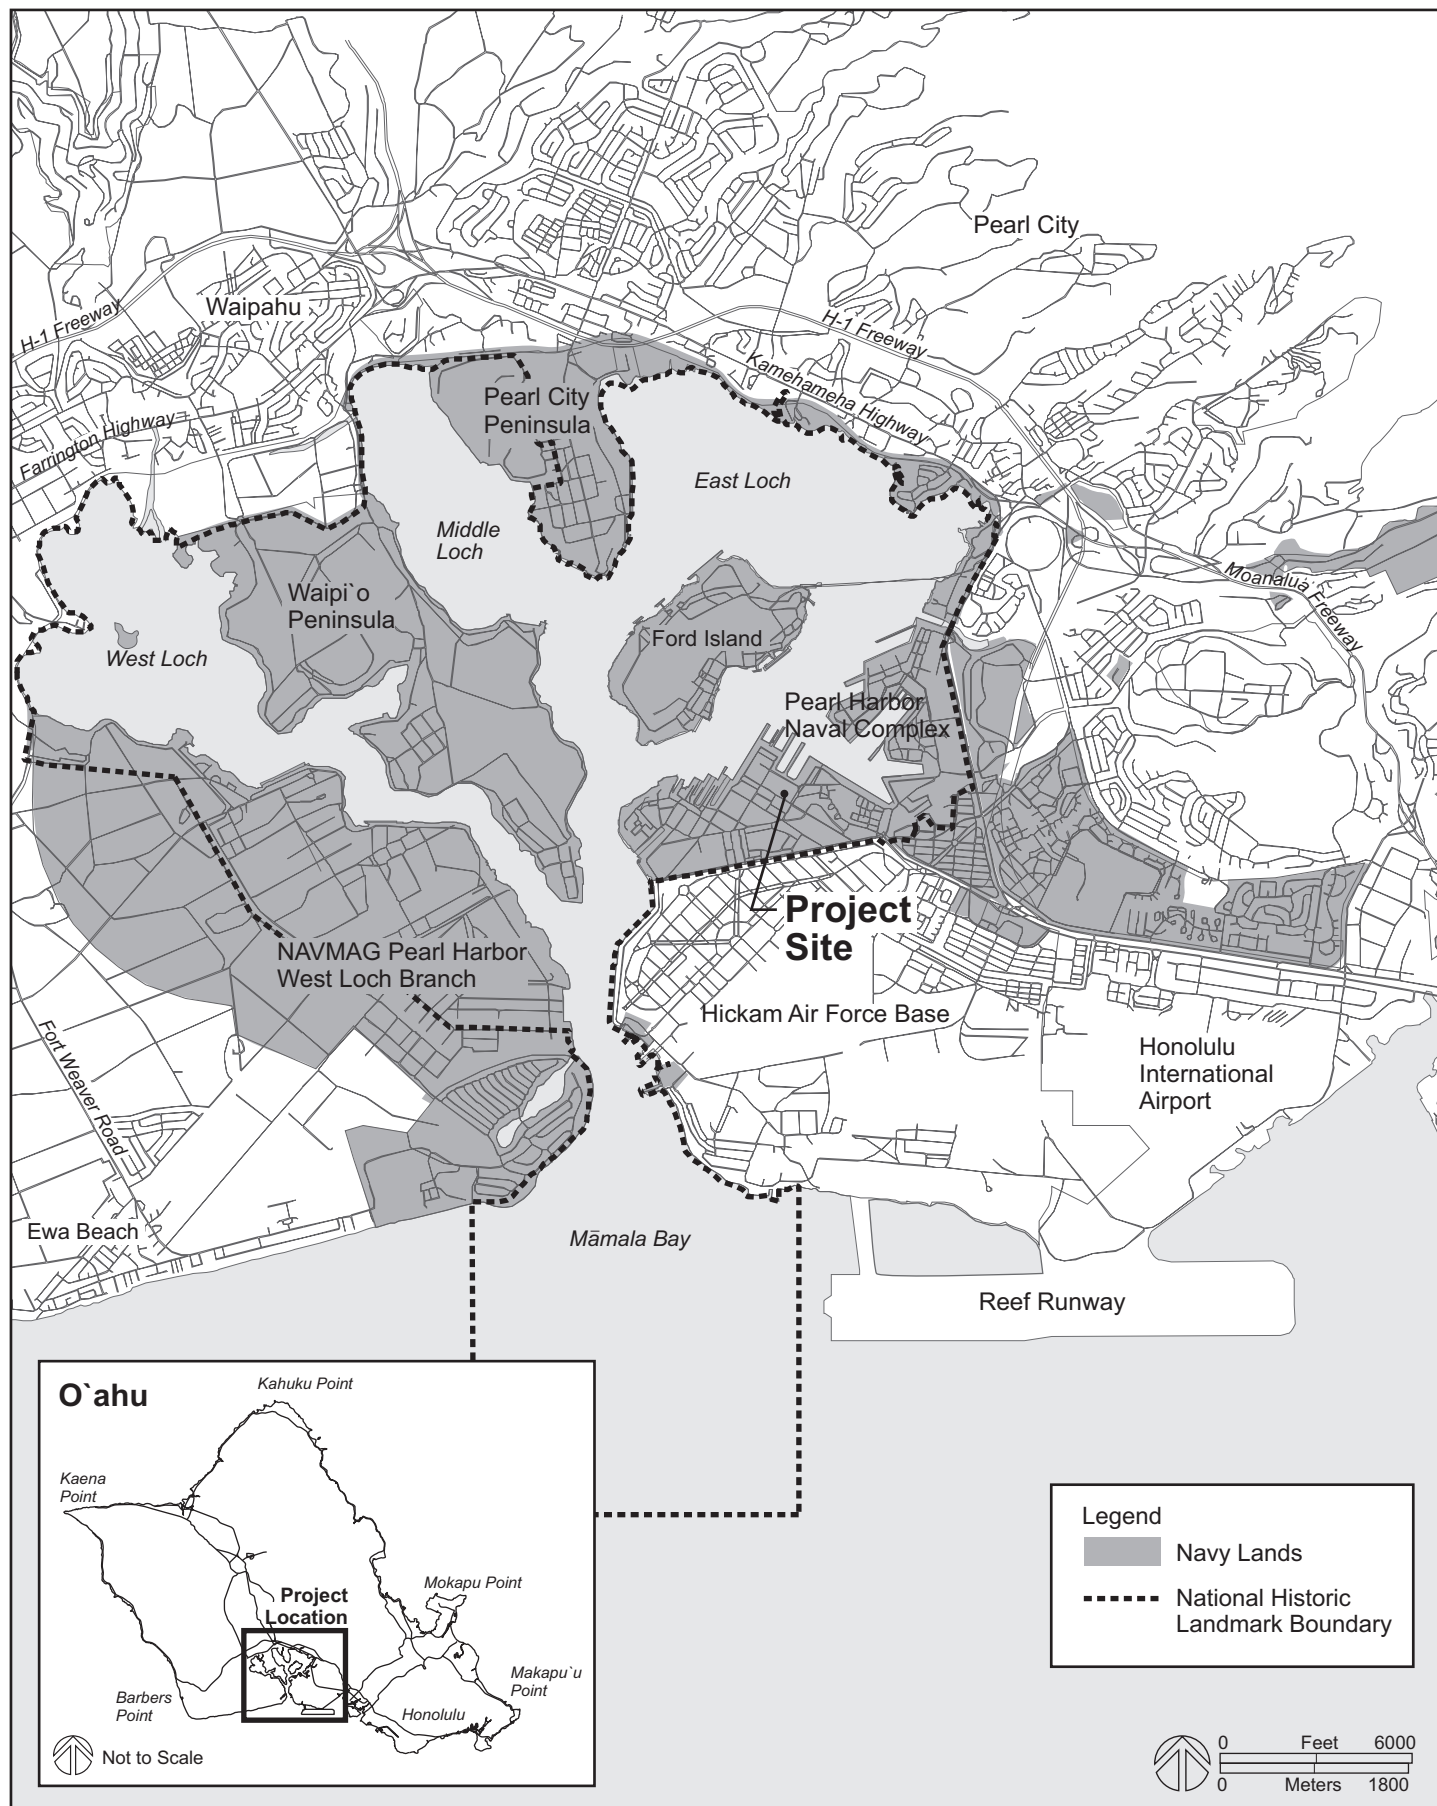 Pearl City
Waipahu
H-1 Freeway
H-1 Freeway
Kamehameha Highway
Farrington Highway
Pearl City
Peninsula
East Loch
Middle
Loch
Moanalua Freeway
Waipi`o
Peninsula
Ford Island
West Loch
Pearl Harbor
Naval Complex
Project
Site
NAVMAG Pearl Harbor
West Loch Branch
Hickam Air Force Base
Fort Weaver Road
Honolulu
International
Airport
Ewa Beach
Māmala Bay
Reef Runway
O`ahu
Kahuku Point
Kaena
Point
Mokapu Point
Project
Location
Makapu`u
Point
Barbers
Point
Honolulu
Not to Scale
Legend
Navy Lands
National Historic
Landmark Boundary
0 Feet 6000
0 Meters 1800